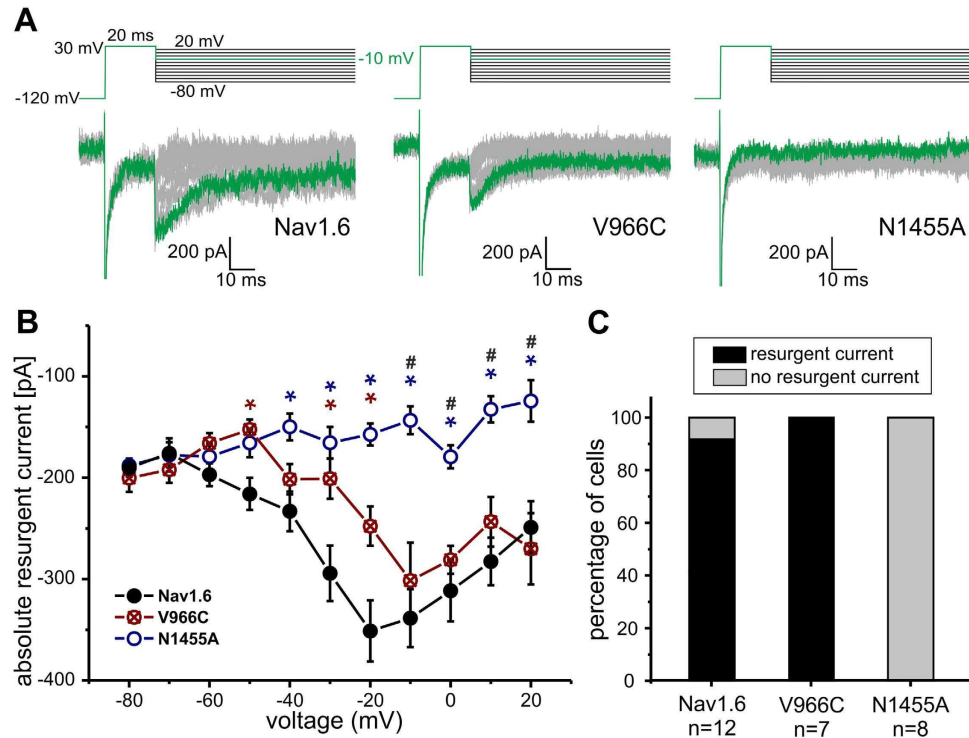 A
20 ms
30 mV
20 mV
-10 mV
-120 mV
-80 mV
Nav1.6
V966C
N1455A
200 pA
10 ms
200 pA
10 ms
200 pA
10 ms
B
absolute resurgent current [pA]
-100
-200
-300
-400
# # # #
* * * * * * * * * *
Nav1.6
V966C
N1455A
-80 -60 -40 -20 0 20
voltage (mV)
C
resurgent current
no resurgent current
percentage of cells
100
80
60
40
20
0
Nav1.6 V966C N1455A
n=12 n=7 n=8